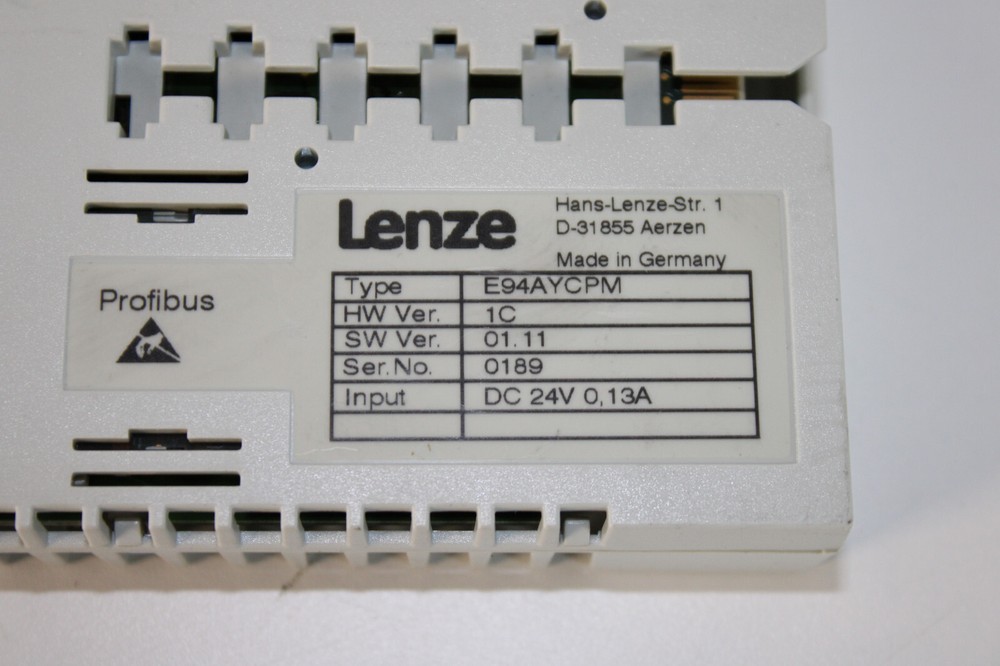 Lenze
Hans-Lenze-Str. 1
D-31855 Aerzen
Made in Germany
Profibus
Type E94AYCPM
HW Ver. 1C
SW Ver. 01.11
Ser.No. 0189
Input DC 24V 0,13A